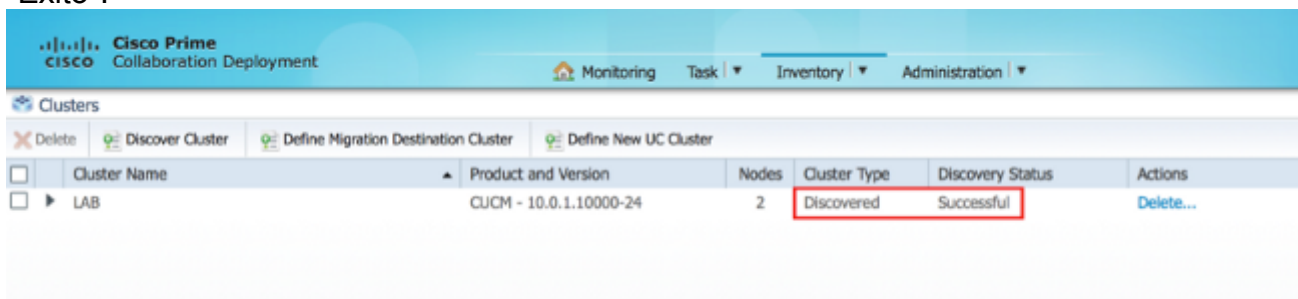 Cisco Prime
CISCO Collaboration Deployment
Monitoring Task Inventory Administration
Clusters
Delete Discover Cluster Define Migration Destination Cluster Define New UC Cluster
Cluster Name Product and Version Nodes Cluster Type Discovery Status Actions
LAB CUCM - 10.0.1.10000-24 2 Discovered Successful Delete...